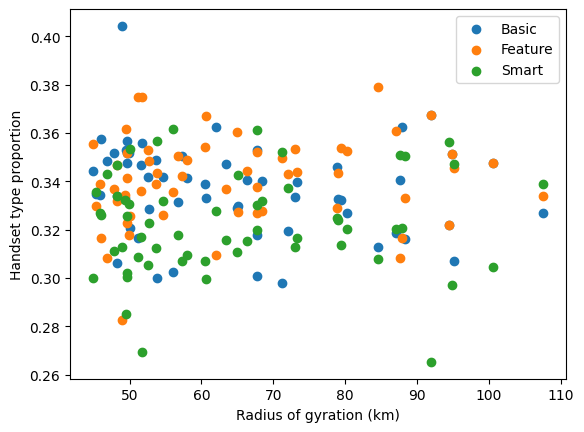 Basic
Feature
Smart
0.40
0.38
0.36
0.34
0.32
0.30
0.28
0.26
Handset type proportion
50 60 70 80 90 100 110
Radius of gyration (km)